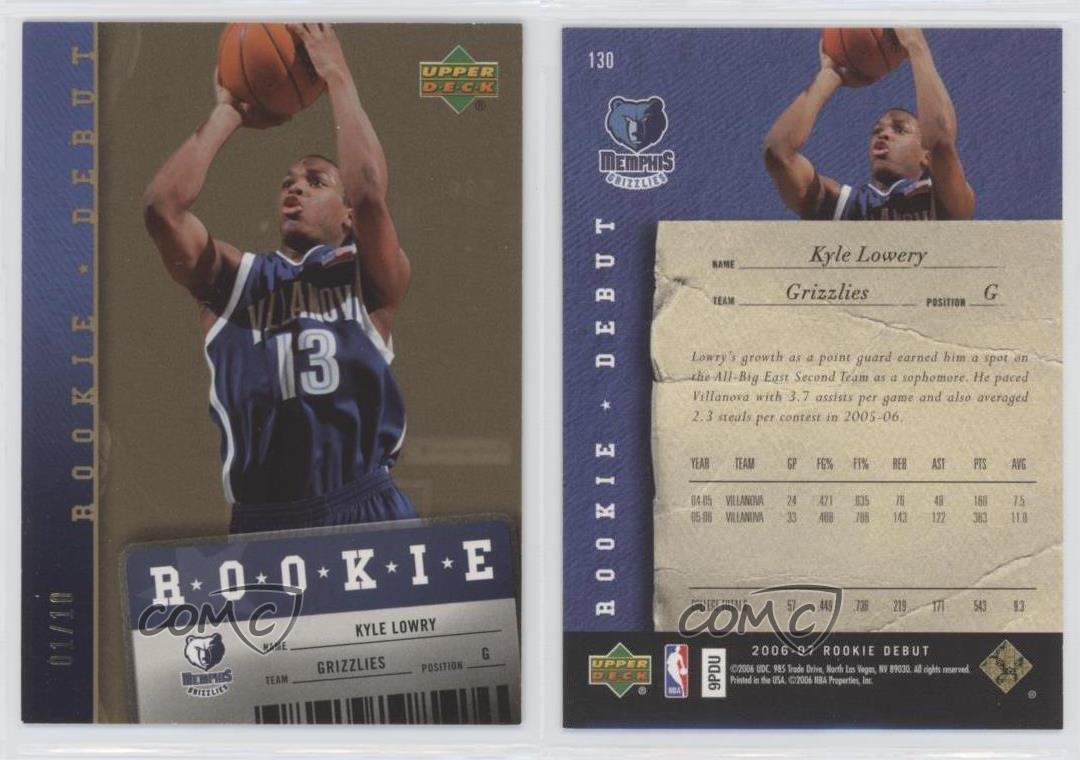 ROOKIE ★ DEBUT
UPPER
DECK
®
VILLANOVA
13
R★O★O★K★I★E
NAME KYLE LOWRY
TEAM GRIZZLIES POSITION G
MEMPHIS
GRIZZLIES
01/10
COMC
130
MEMPHIS
GRIZZLIES
ROOKIE ★ DEBUT
NAME Kyle Lowery
TEAM Grizzlies POSITION G
Lowry's growth as a point guard earned him a spot on
the All-Big East Second Team as a sophomore. He paced
Villanova with 3.7 assists per game and also averaged
2.3 steals per contest in 2005-06.
YEAR TEAM GP FG% FT% REB AST PTS AVG
04-05 VILLANOVA 24 .421 .835 76 49 180 7.5
05-06 VILLANOVA 33 143 122 363 11.0
COLLEGE TOTALS 57 .449 .736 219 171 543 9.3
COMC
UPPER
DECK
®
NBA
9PDU
2006-07 ROOKIE DEBUT
©2006 UDC. 985 Trade Drive, North Las Vegas, NV 89030. All rights reserved.
Printed in the USA. ©2006 NBA Properties, Inc.
®